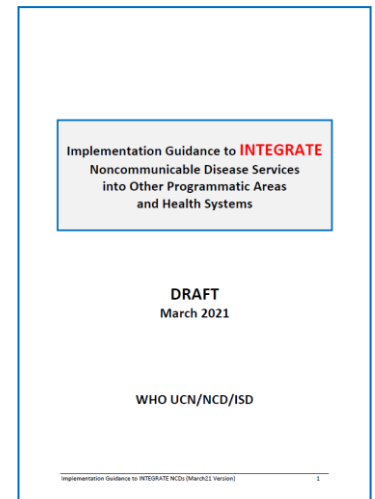 Implementation Guidance to INTEGRATE
Noncommunicable Disease Services
into Other Programmatic Areas
and Health Systems
DRAFT
March 2021
WHO UCN/NCD/ISD
Implementation Guidance to INTEGRATE NCDs (March21 Version) 1